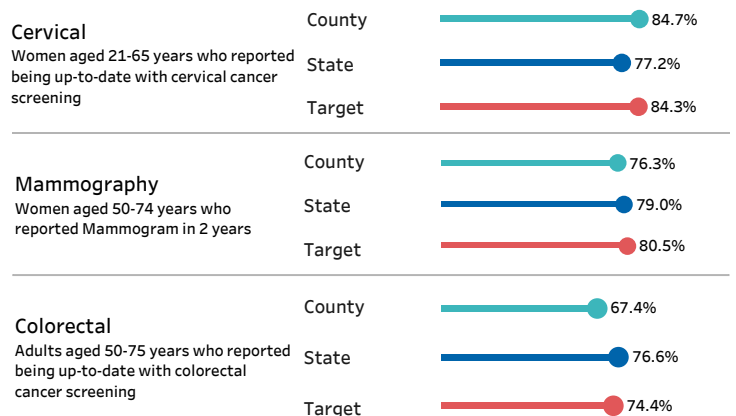 Cervical
Women aged 21-65 years who reported
being up-to-date with cervical cancer
screening
County 84.7%
State 77.2%
Target 84.3%
Mammography
Women aged 50-74 years who
reported Mammogram in 2 years
County 76.3%
State 79.0%
Target 80.5%
Colorectal
Adults aged 50-75 years who reported
being up-to-date with colorectal
cancer screening
County 67.4%
State 76.6%
Target 74.4%